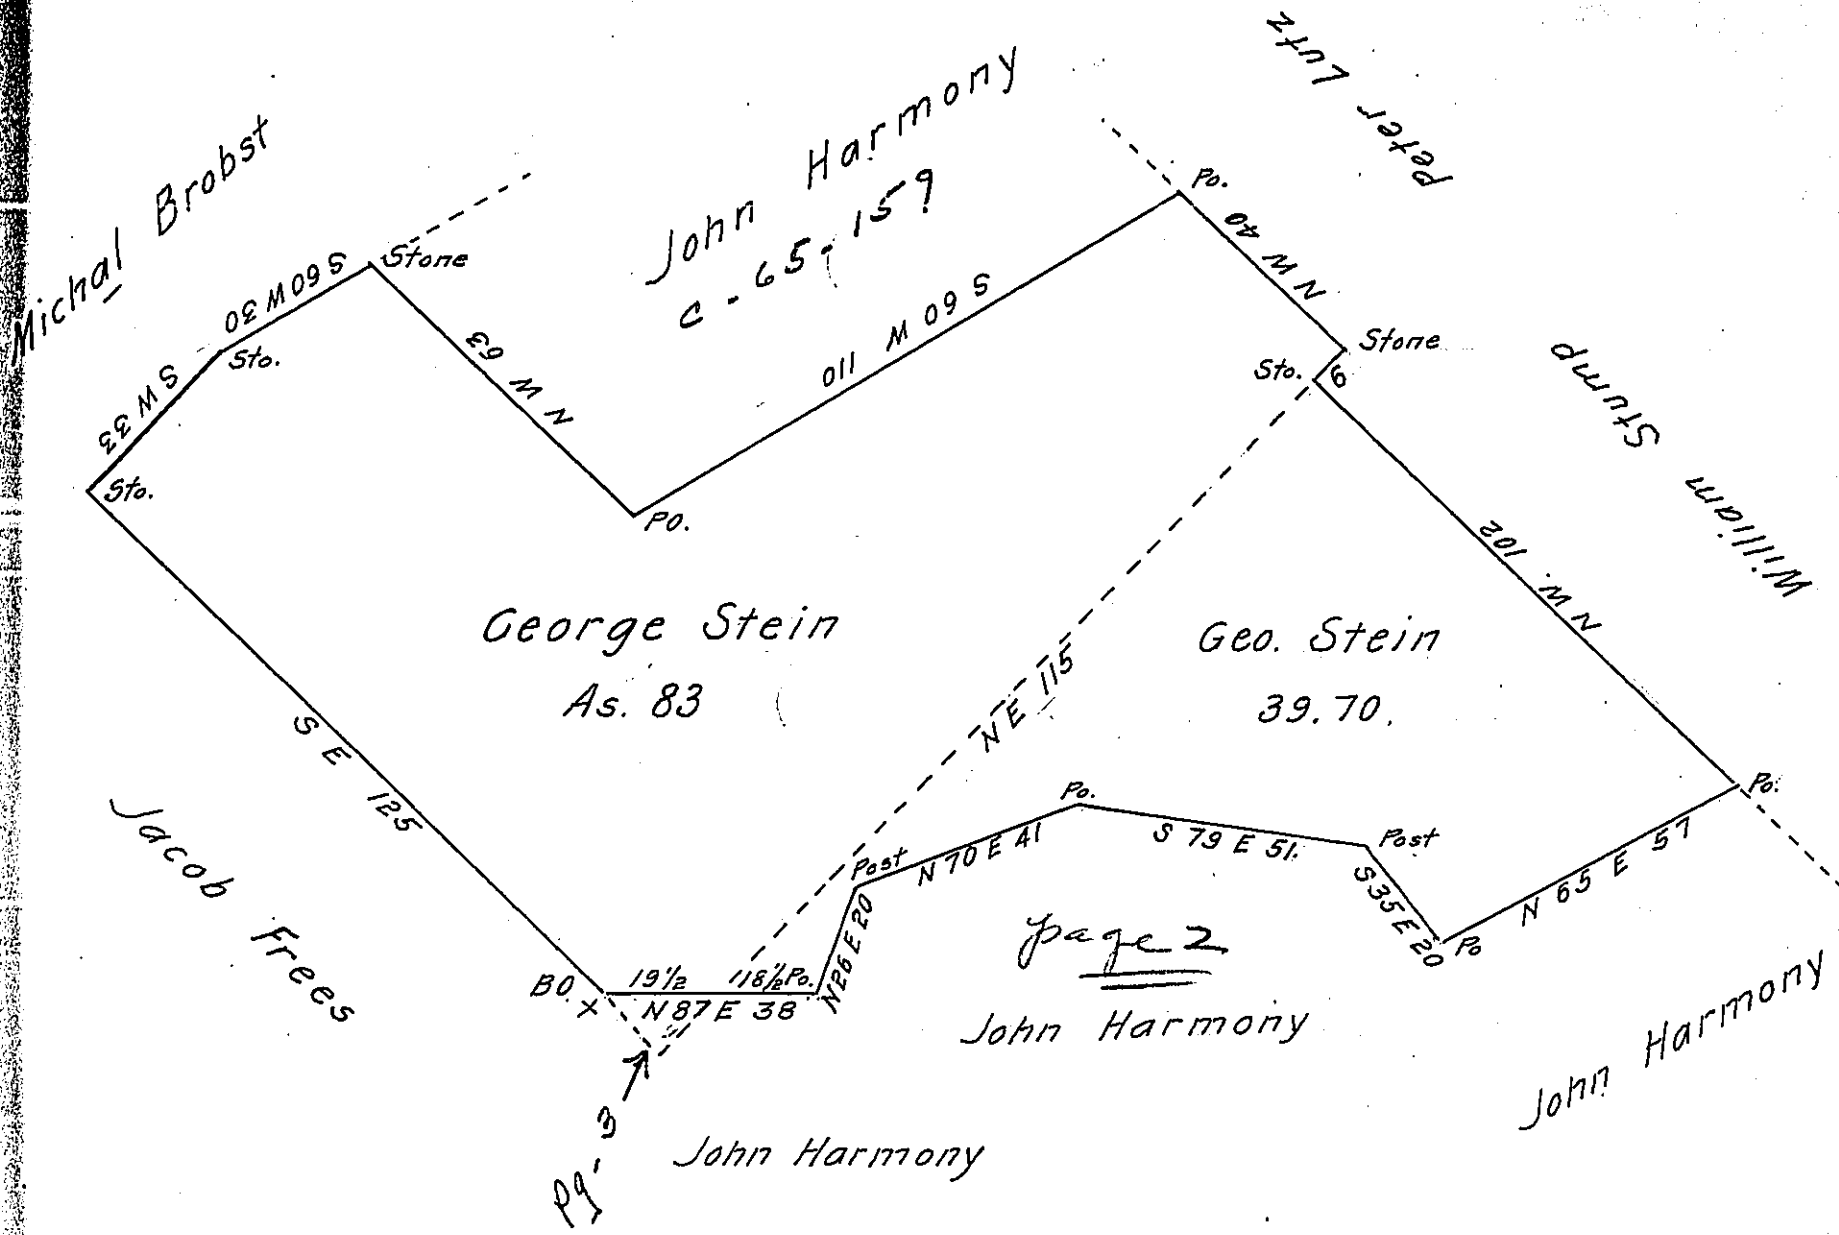 Peter Lutz
John Harmony
C-65-159
Michal Brobst
Po.
N W 40
Stone
S 60 W 30
Stone
Sto.
S W 33
Sto.
N W 63
S 60 W 110
Po.
Sto.
6
William Stump
N W. 102
George Stein
As. 83
Geo. Stein
39.70.
N E 115
S E 125
Jacob Frees
Po.
Po.
Post
N 70 E 41
S 79 E 51.
Post
S 35 E 20
Po
N 65 E 57
N 26 E 20
page 2
BO. X
19 1/2
118 1/2 Po.
N 87 E 38
John Harmony
John Harmony
John Harmony
Pg. 3